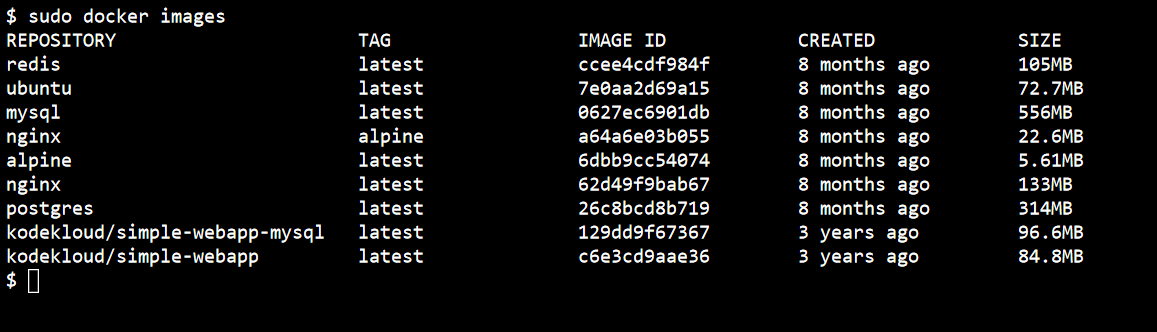 $ sudo docker images
REPOSITORY TAG IMAGE ID CREATED SIZE
redis latest ccee4cdf984f 8 months ago 105MB
ubuntu latest 7e0aa2d69a15 8 months ago 72.7MB
mysql latest 0627ec6901db 8 months ago 556MB
nginx alpine a64a6e03b055 8 months ago 22.6MB
alpine latest 6dbb9cc54074 8 months ago 5.61MB
nginx latest 62d49f9bab67 8 months ago 133MB
postgres latest 26c8bcd8b719 8 months ago 314MB
kodekloud/simple-webapp-mysql latest 129dd9f67367 3 years ago 96.6MB
kodekloud/simple-webapp latest c6e3cd9aae36 3 years ago 84.8MB
$